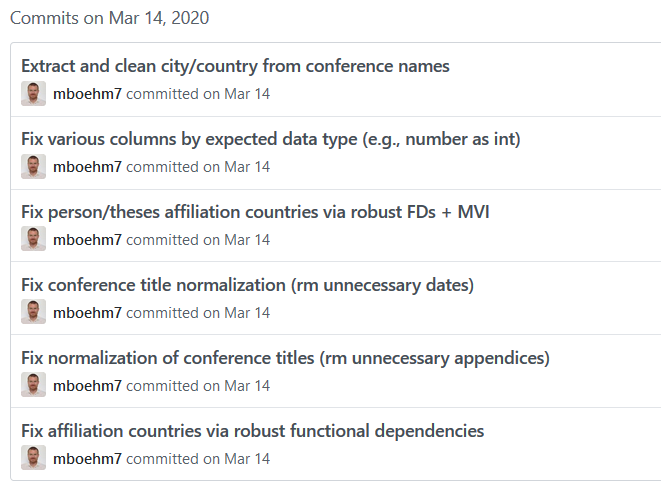 Commits on Mar 14, 2020
Extract and clean city/country from conference names
mboehm7 committed on Mar 14
Fix various columns by expected data type (e.g., number as int)
mboehm7 committed on Mar 14
Fix person/theses affiliation countries via robust FDs + MVI
mboehm7 committed on Mar 14
Fix conference title normalization (rm unnecessary dates)
mboehm7 committed on Mar 14
Fix normalization of conference titles (rm unnecessary appendices)
mboehm7 committed on Mar 14
Fix affiliation countries via robust functional dependencies
mboehm7 committed on Mar 14